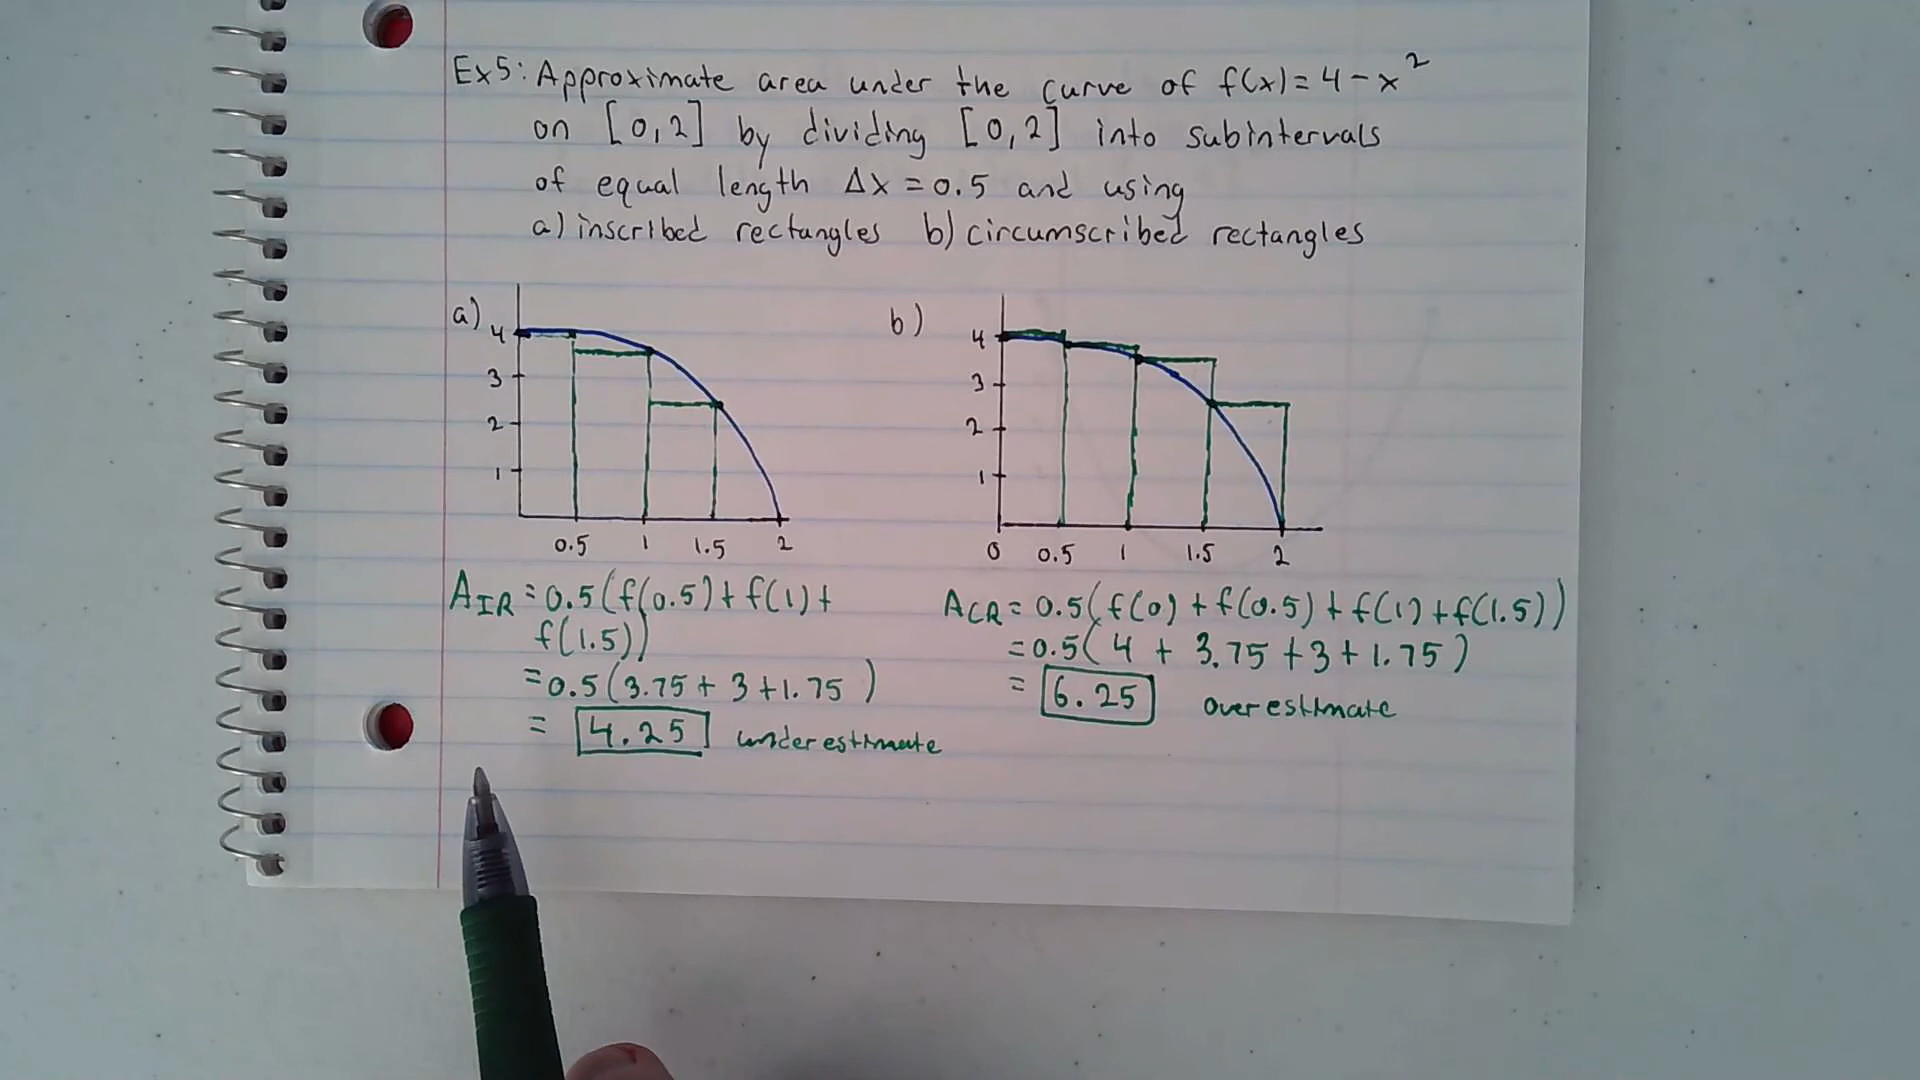 Ex5: Approximate area under the curve of f(x)=4-x²
on [0,2] by dividing [0,2] into subintervals
of equal length Δx=0.5 and using
a) inscribed rectangles b) circumscribed rectangles
a)
4
3
2
1
0.5 1 1.5 2
A_IR = 0.5(f(0.5)+f(1)+
f(1.5))
=0.5(3.75+3+1.75)
= 4.25 underestimate
b)
4
3
2
1
0 0.5 1 1.5 2
A_CR = 0.5(f(0)+f(0.5)+f(1)+f(1.5))
=0.5(4+3.75+3+1.75)
= 6.25 overestimate